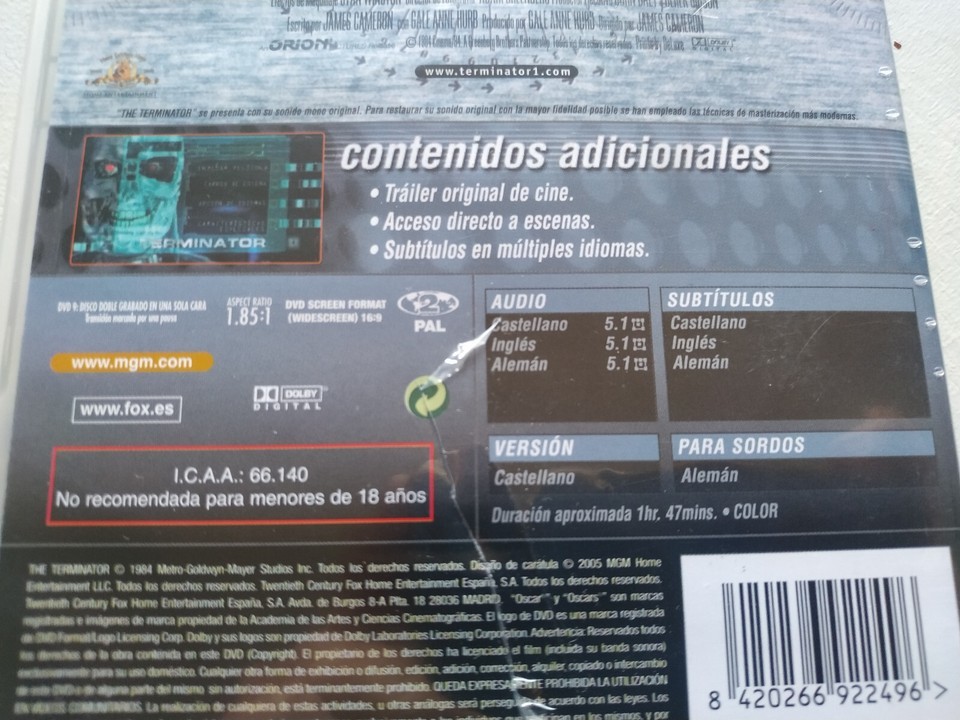 Escrita por JAMES CAMERON y por GALE ANNE HURD Producida por GALE ANNE HURD Dirigida por JAMES CAMERON
ORION
www.terminator1.com
"THE TERMINATOR" se presenta con su sonido mono original. Para restaurar su sonido original con la mayor fidelidad posible se han empleado las técnicas de masterización más modernas.
contenidos adicionales
• Tráiler original de cine.
• Acceso directo a escenas.
• Subtítulos en múltiples idiomas.
TERMINATOR
DVD 9: DISCO DOBLE GRABADO EN UNA SOLA CARA
Transición marcada por una pausa
ASPECT RATIO
1.85:1
DVD SCREEN FORMAT
(WIDESCREEN) 16:9
2
PAL
www.mgm.com
www.fox.es
DOLBY
DIGITAL
I.C.A.A.: 66.140
No recomendada para menores de 18 años
AUDIO
Castellano 5.1
Inglés 5.1
Alemán 5.1
SUBTÍTULOS
Castellano
Inglés
Alemán
VERSIÓN
Castellano
PARA SORDOS
Alemán
Duración aproximada 1hr. 47mins. • COLOR
THE TERMINATOR © 1984 Metro-Goldwyn-Mayer Studios Inc. Todos los derechos reservados. Diseño de carátula © 2005 MGM Home
Entertainment LLC. Todos los derechos reservados. Twentieth Century Fox Home Entertainment España, S.A. Todos los derechos reservados.
Twentieth Century Fox Home Entertainment España, S.A. Avda. de Burgos 8-A Plta. 18 28036 MADRID. "Oscar" y "Oscars" son marcas
registradas e imágenes de marca propiedad de la Academia de las Artes y Ciencias Cinematográficas. El logo de DVD es una marca registrada
de DVD Format/Logo Licensing Corp. Dolby y sus logos son propiedad de Dolby Laboratories Licensing Corporation. Advertencia: Reservados todos
los derechos de la obra contenida en este DVD (Copyright). El propietario de los derechos ha licenciado el film (incluida su banda sonora)
exclusivamente para su uso doméstico. Cualquier otra forma de exhibición o difusión, edición, adición, corrección, alquiler, copiado o intercambio
de este DVD o de alguna parte del mismo sin autorización, está terminantemente prohibido. QUEDA EXPRESAMENTE PROHIBIDA LA UTILIZACIÓN
EN VIDEOS COMUNITARIOS. La realización de cualquiera de estas actividades, u otras análogas será perseguida de acuerdo con las leyes. Los
8 420266 922496 >